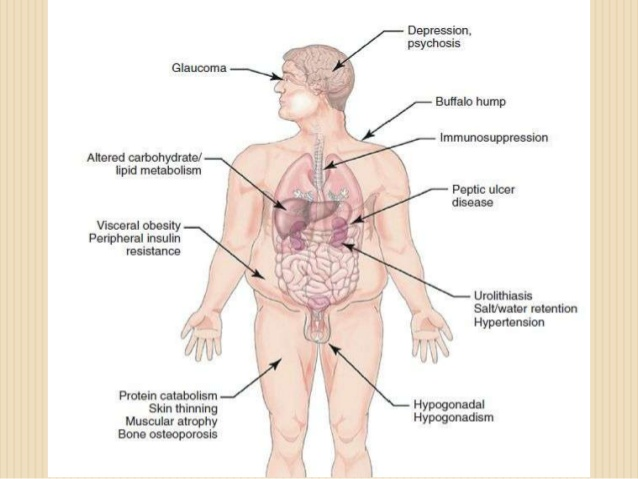 Depression,
psychosis
Glaucoma
Buffalo hump
Immunosuppression
Altered carbohydrate/
lipid metabolism
Peptic ulcer
disease
Visceral obesity
Peripheral insulin
resistance
Urolithiasis
Salt/water retention
Hypertension
Protein catabolism
Skin thinning
Muscular atrophy
Bone osteoporosis
Hypogonadal
Hypogonadism